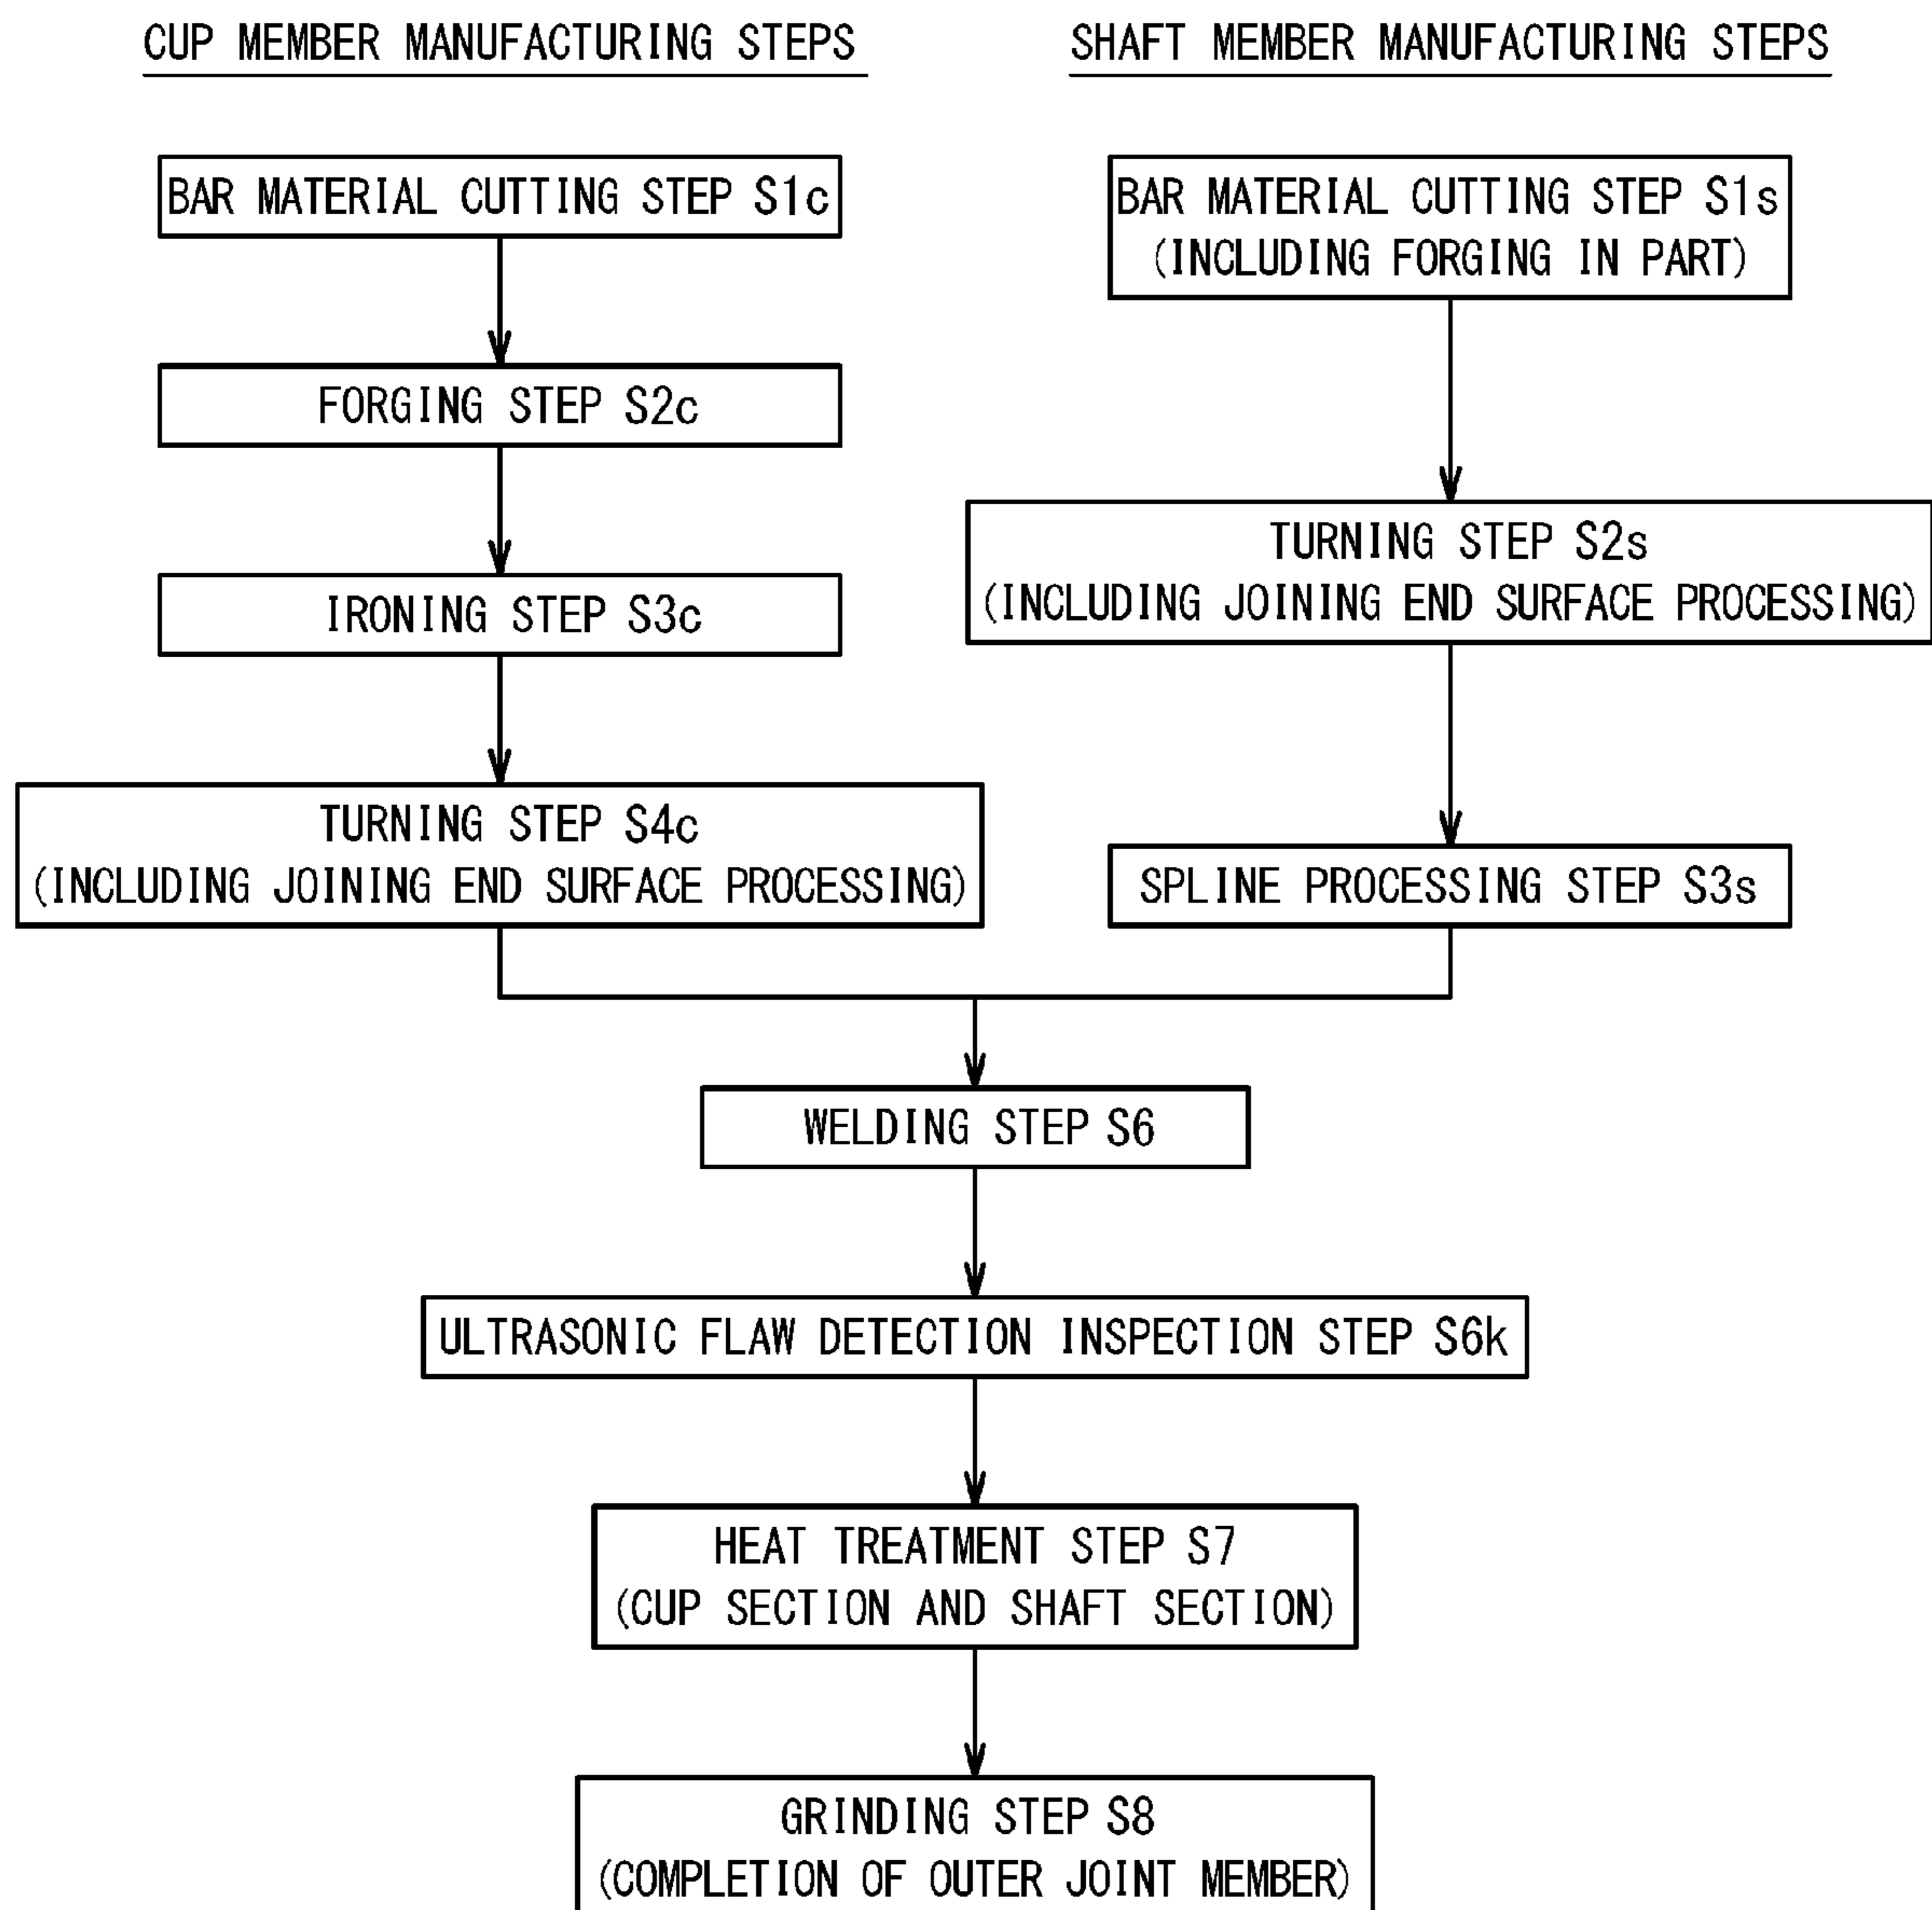 CUP MEMBER MANUFACTURING STEPS
BAR MATERIAL CUTTING STEP S1c
FORGING STEP S2c
IRONING STEP S3c
TURNING STEP S4c
(INCLUDING JOINING END SURFACE PROCESSING)
SHAFT MEMBER MANUFACTURING STEPS
BAR MATERIAL CUTTING STEP S1s
(INCLUDING FORGING IN PART)
TURNING STEP S2s
(INCLUDING JOINING END SURFACE PROCESSING)
SPLINE PROCESSING STEP S3s
WELDING STEP S6
ULTRASONIC FLAW DETECTION INSPECTION STEP S6k
HEAT TREATMENT STEP S7
(CUP SECTION AND SHAFT SECTION)
GRINDING STEP S8
(COMPLETION OF OUTER JOINT MEMBER)